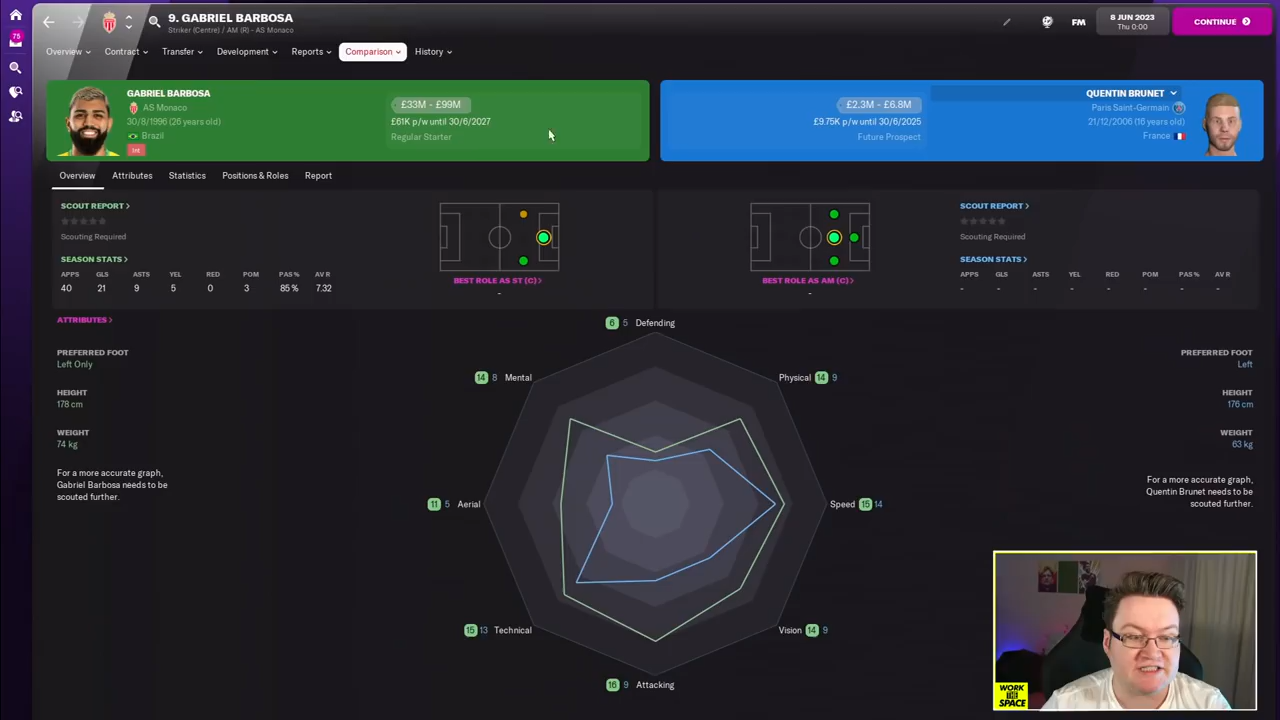 9. GABRIEL BARBOSA
Striker (Centre) / AM (R) - AS Monaco
FM
8 JUN 2023
Thu 0:00
CONTINUE
75
Overview
Contract
Transfer
Development
Reports
Comparison
History
GABRIEL BARBOSA
AS Monaco
30/8/1996 (26 years old)
Brazil
Int
£33M - £99M
£61K p/w until 30/6/2027
Regular Starter
£2.3M - £6.8M
£9.75K p/w until 30/6/2025
Future Prospect
QUENTIN BRUNET
Paris Saint-Germain
21/12/2006 (16 years old)
France
Overview
Attributes
Statistics
Positions & Roles
Report
SCOUT REPORT >
Scouting Required
SEASON STATS >
APPS GLS ASTS YEL RED POM PAS% AV R
40 21 9 5 0 3 85% 7.32
BEST ROLE AS ST (C) >
-
BEST ROLE AS AM (C) >
-
SCOUT REPORT >
Scouting Required
SEASON STATS >
APPS GLS ASTS YEL RED POM PAS% AV R
- - - - - - - -
ATTRIBUTES >
PREFERRED FOOT
Left Only
HEIGHT
178 cm
WEIGHT
74 kg
For a more accurate graph,
Gabriel Barbosa needs to be
scouted further.
6 5 Defending
14 8 Mental
Physical 14 9
11 5 Aerial
Speed 15 14
15 13 Technical
Vision 14 9
16 9 Attacking
PREFERRED FOOT
Left
HEIGHT
176 cm
WEIGHT
63 kg
For a more accurate graph,
Quentin Brunet needs to be
scouted further.
WORK
THE
SPACE